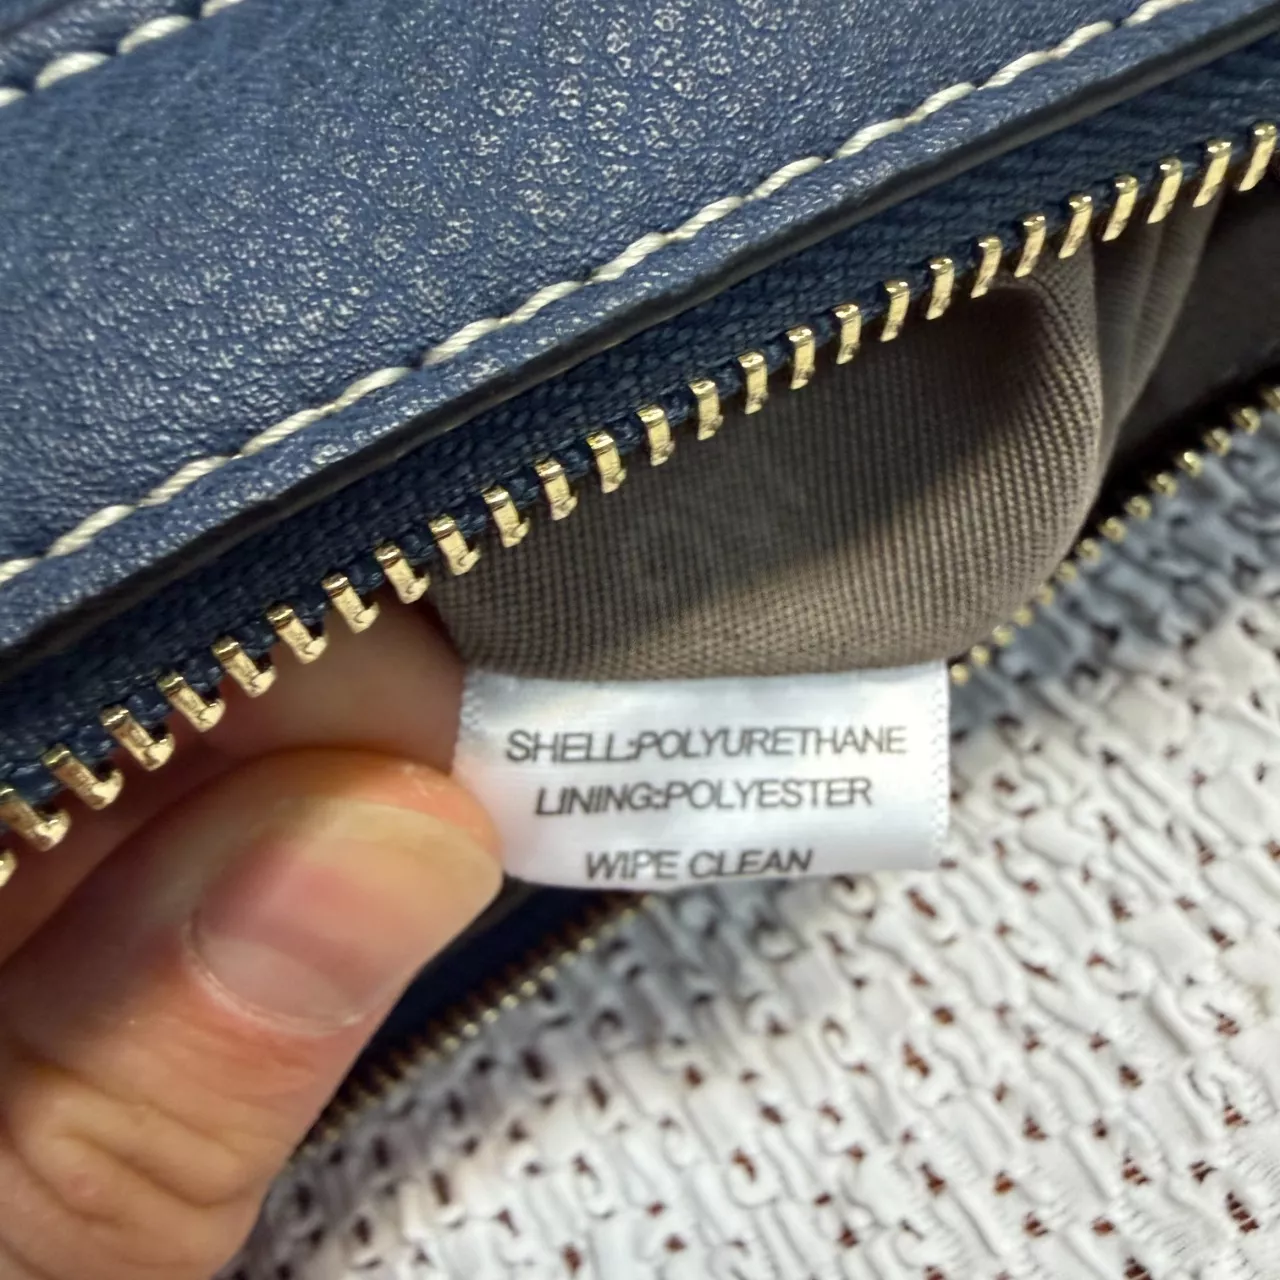 SHELL:POLYURETHANE
LINING:POLYESTER
WIPE CLEAN